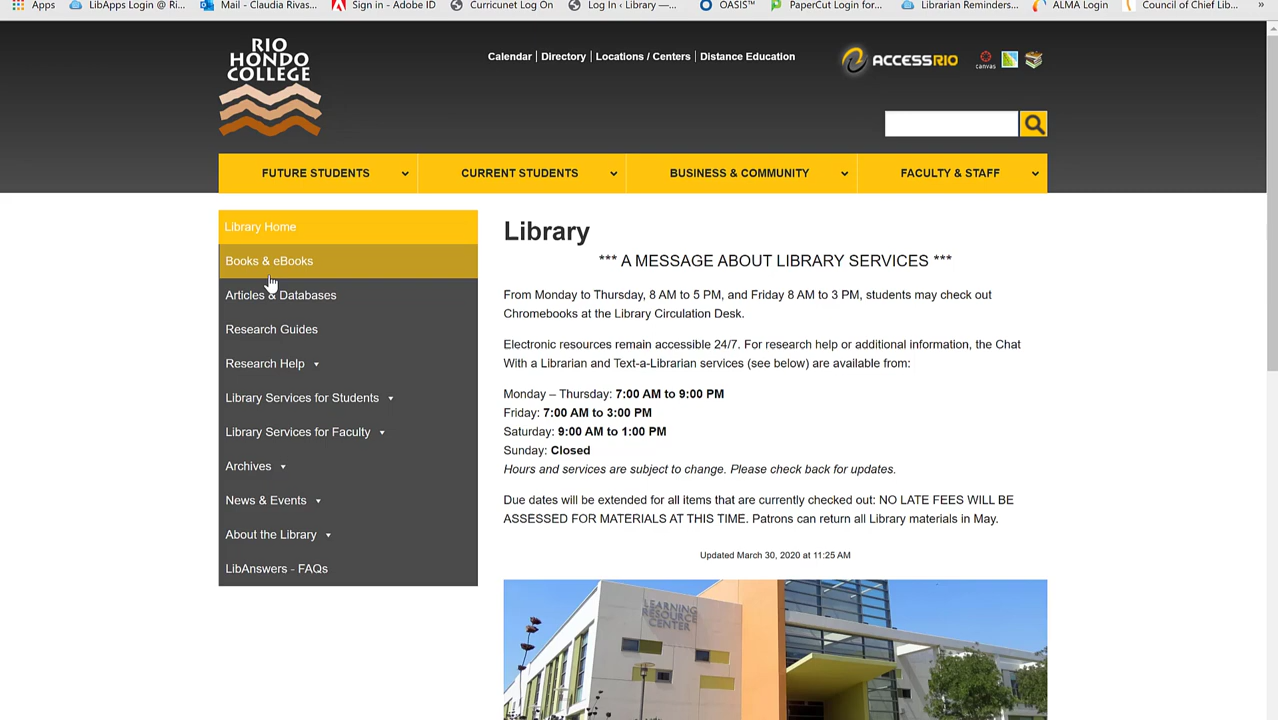 Apps
LibApps Login @ Ri...
Mail - Claudia Rivas...
Sign in - Adobe ID
Curricunet Log On
Log In ‹ Library —...
OASIS™
PaperCut Login for...
Librarian Reminders...
ALMA Login
Council of Chief Lib...
»
RIO
HONDO
COLLEGE
Calendar | Directory | Locations / Centers | Distance Education
ACCESSRIO
canvas
FUTURE STUDENTS
CURRENT STUDENTS
BUSINESS & COMMUNITY
FACULTY & STAFF
Library Home
Books & eBooks
Articles & Databases
Research Guides
Research Help
Library Services for Students
Library Services for Faculty
Archives
News & Events
About the Library
LibAnswers - FAQs
Library
*** A MESSAGE ABOUT LIBRARY SERVICES ***
From Monday to Thursday, 8 AM to 5 PM, and Friday 8 AM to 3 PM, students may check out
Chromebooks at the Library Circulation Desk.
Electronic resources remain accessible 24/7. For research help or additional information, the Chat
With a Librarian and Text-a-Librarian services (see below) are available from:
Monday – Thursday: 7:00 AM to 9:00 PM
Friday: 7:00 AM to 3:00 PM
Saturday: 9:00 AM to 1:00 PM
Sunday: Closed
Hours and services are subject to change. Please check back for updates.
Due dates will be extended for all items that are currently checked out: NO LATE FEES WILL BE
ASSESSED FOR MATERIALS AT THIS TIME. Patrons can return all Library materials in May.
Updated March 30, 2020 at 11:25 AM
LEARNING
RESOURCE
CENTER